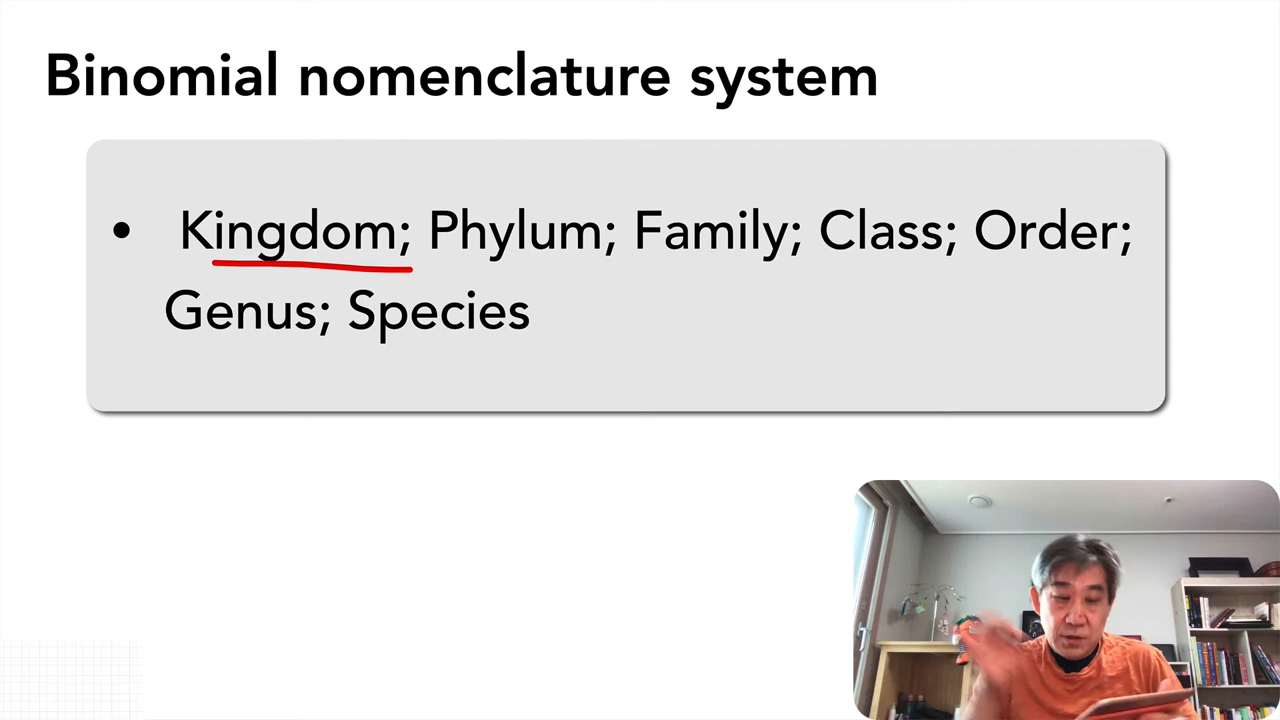 Binomial nomenclature system
• Kingdom; Phylum; Family; Class; Order;
Genus; Species